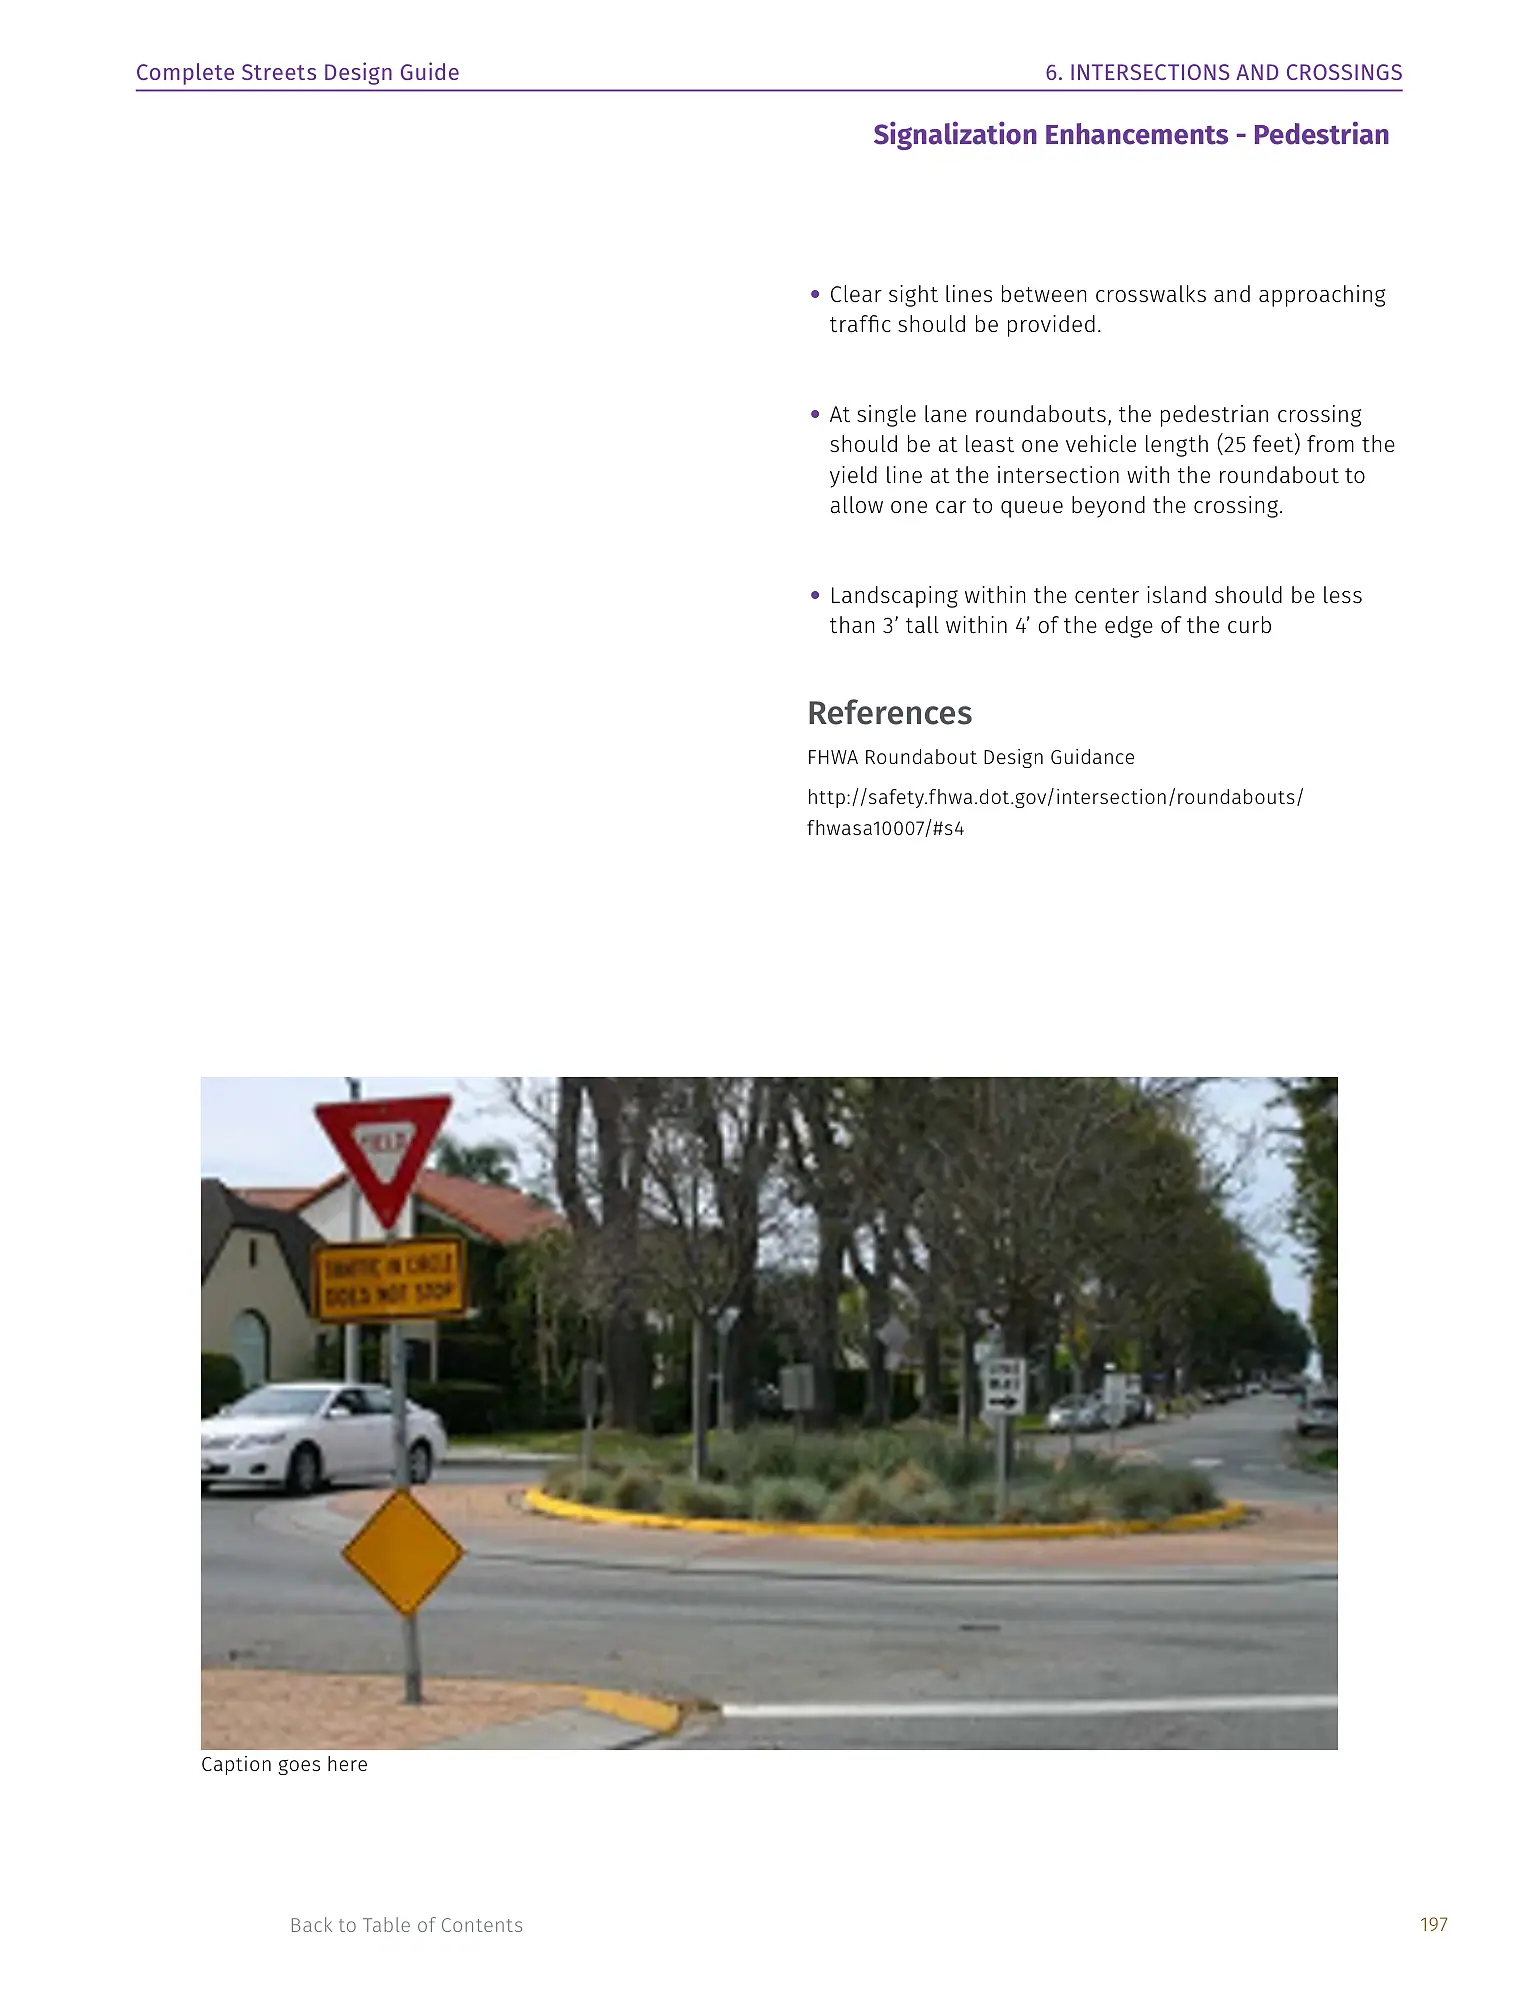 Complete Streets Design Guide
6. INTERSECTIONS AND CROSSINGS
Signalization Enhancements - Pedestrian
• Clear sight lines between crosswalks and approaching
traffic should be provided.
• At single lane roundabouts, the pedestrian crossing
should be at least one vehicle length (25 feet) from the
yield line at the intersection with the roundabout to
allow one car to queue beyond the crossing.
• Landscaping within the center island should be less
than 3’ tall within 4’ of the edge of the curb
References
FHWA Roundabout Design Guidance
http://safety.fhwa.dot.gov/intersection/roundabouts/
fhwasa10007/#s4
YIELD
TRAFFIC IN CIRCLE
DOES NOT STOP
ONE
WAY
Caption goes here
Back to Table of Contents
197